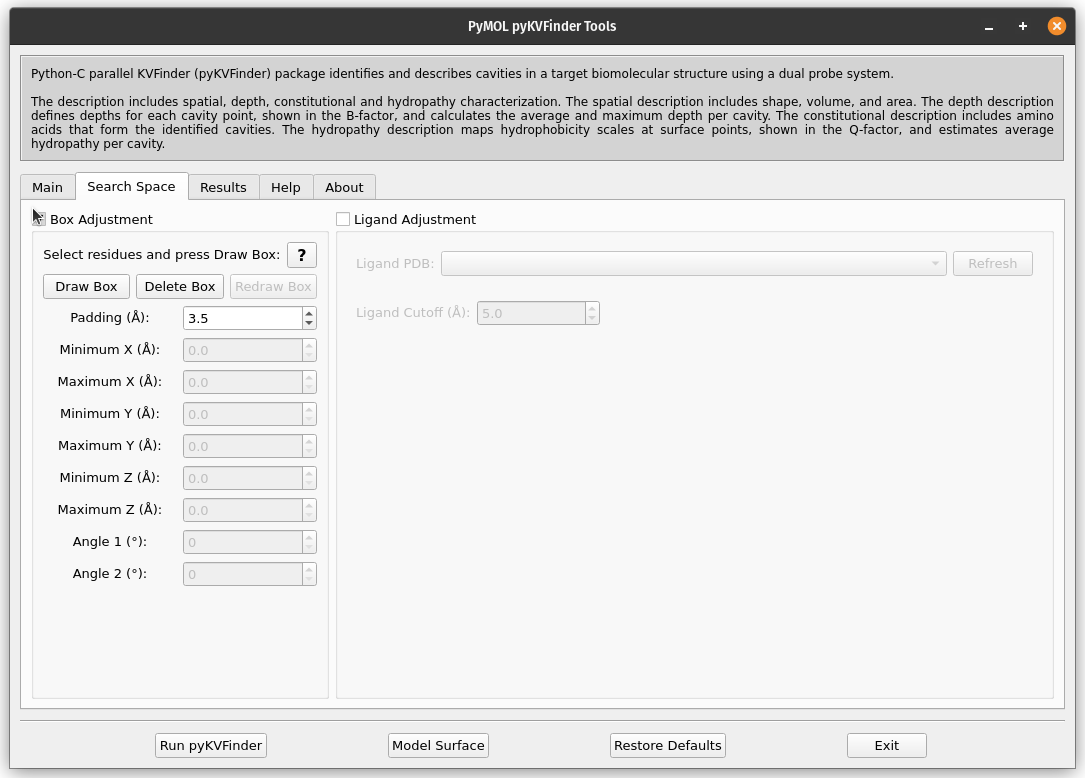 PyMOL pyKVFinder Tools
Python-C parallel KVFinder (pyKVFinder) package identifies and describes cavities in a target biomolecular structure using a dual probe system.
The description includes spatial, depth, constitutional and hydropathy characterization. The spatial description includes shape, volume, and area. The depth description
defines depths for each cavity point, shown in the B-factor, and calculates the average and maximum depth per cavity. The constitutional description includes amino
acids that form the identified cavities. The hydropathy description maps hydrophobicity scales at surface points, shown in the Q-factor, and estimates average
hydropathy per cavity.
Main Search Space Results Help About
Box Adjustment
Select residues and press Draw Box: ?
Draw Box Delete Box Redraw Box
Padding (Å): 3.5
Minimum X (Å): 0.0
Maximum X (Å): 0.0
Minimum Y (Å): 0.0
Maximum Y (Å): 0.0
Minimum Z (Å): 0.0
Maximum Z (Å): 0.0
Angle 1 (°): 0
Angle 2 (°): 0
Ligand Adjustment
Ligand PDB: Refresh
Ligand Cutoff (Å): 5.0
Run pyKVFinder Model Surface Restore Defaults Exit